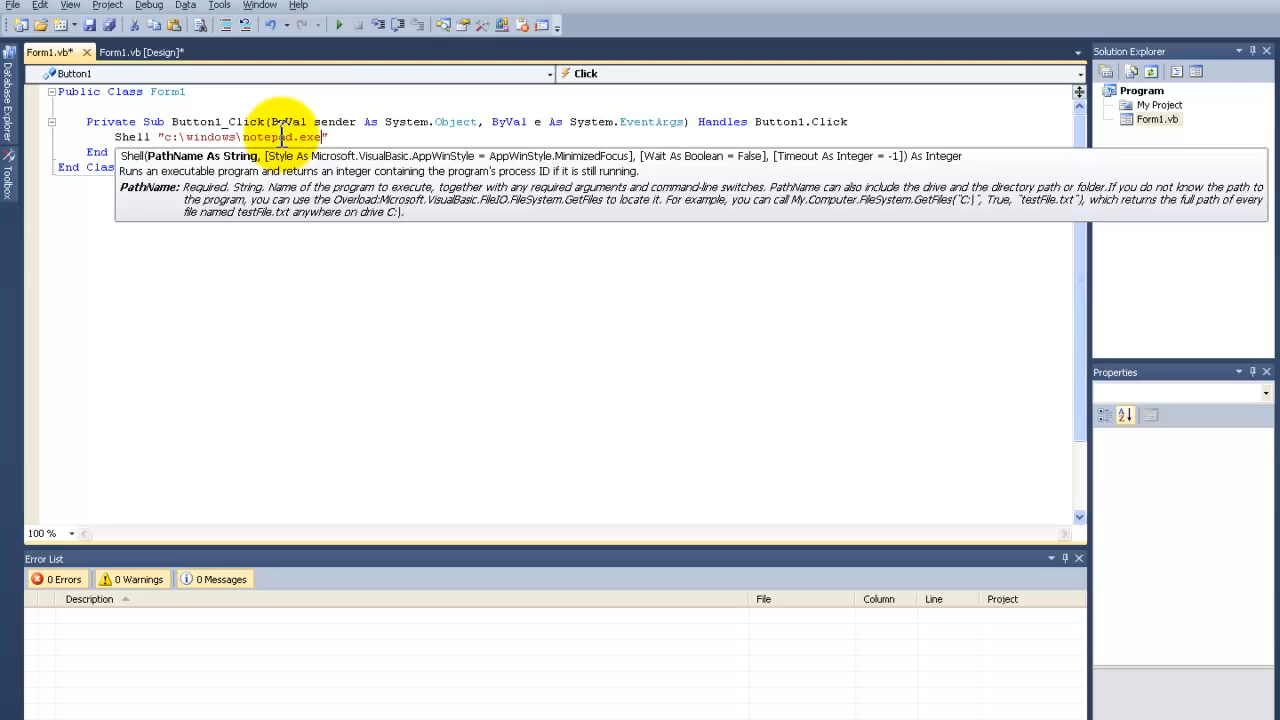 File Edit View Project Debug Data Tools Window Help
Form1.vb* Form1.vb [Design]*
Button1 Click
Public Class Form1
Private Sub Button1_Click(ByVal sender As System.Object, ByVal e As System.EventArgs) Handles Button1.Click
Shell "c:\windows\notepad.exe"
Shell(PathName As String, [Style As Microsoft.VisualBasic.AppWinStyle = AppWinStyle.MinimizedFocus], [Wait As Boolean = False], [Timeout As Integer = -1]) As Integer
End
Runs an executable program and returns an integer containing the program's process ID if it is still running.
End Clas
PathName: Required. String. Name of the program to execute, together with any required arguments and command-line switches. PathName can also include the drive and the directory path or folder.If you do not know the path
the program, you can use the Overload:Microsoft.VisualBasic.FileIO.FileSystem.GetFiles to locate it. For example, you can call My.Computer.FileSystem.GetFiles("C:\", True, "testFile.txt"), which returns the full path of every
file named testFile.txt anywhere on drive C:\.
100 %
Database Explorer
Toolbox
Solution Explorer
Program
My Project
Form1.vb
Properties
Error List
0 Errors 0 Warnings 0 Messages
Description File Column Line Project